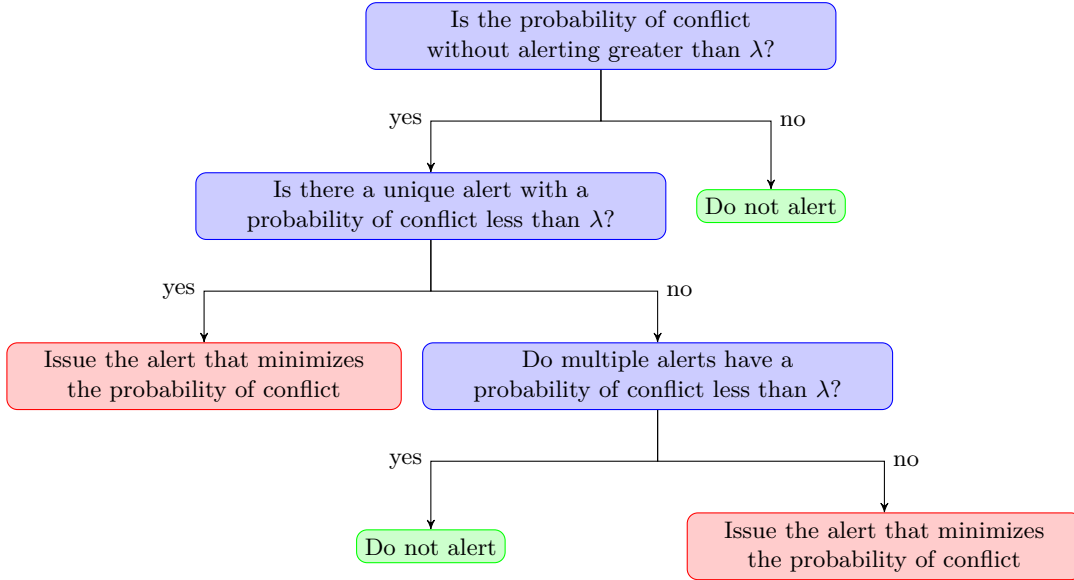 Is the probability of conflict
without alerting greater than λ?
yes
no
Is there a unique alert with a
probability of conflict less than λ?
Do not alert
yes
no
Issue the alert that minimizes
the probability of conflict
Do multiple alerts have a
probability of conflict less than λ?
yes
no
Do not alert
Issue the alert that minimizes
the probability of conflict